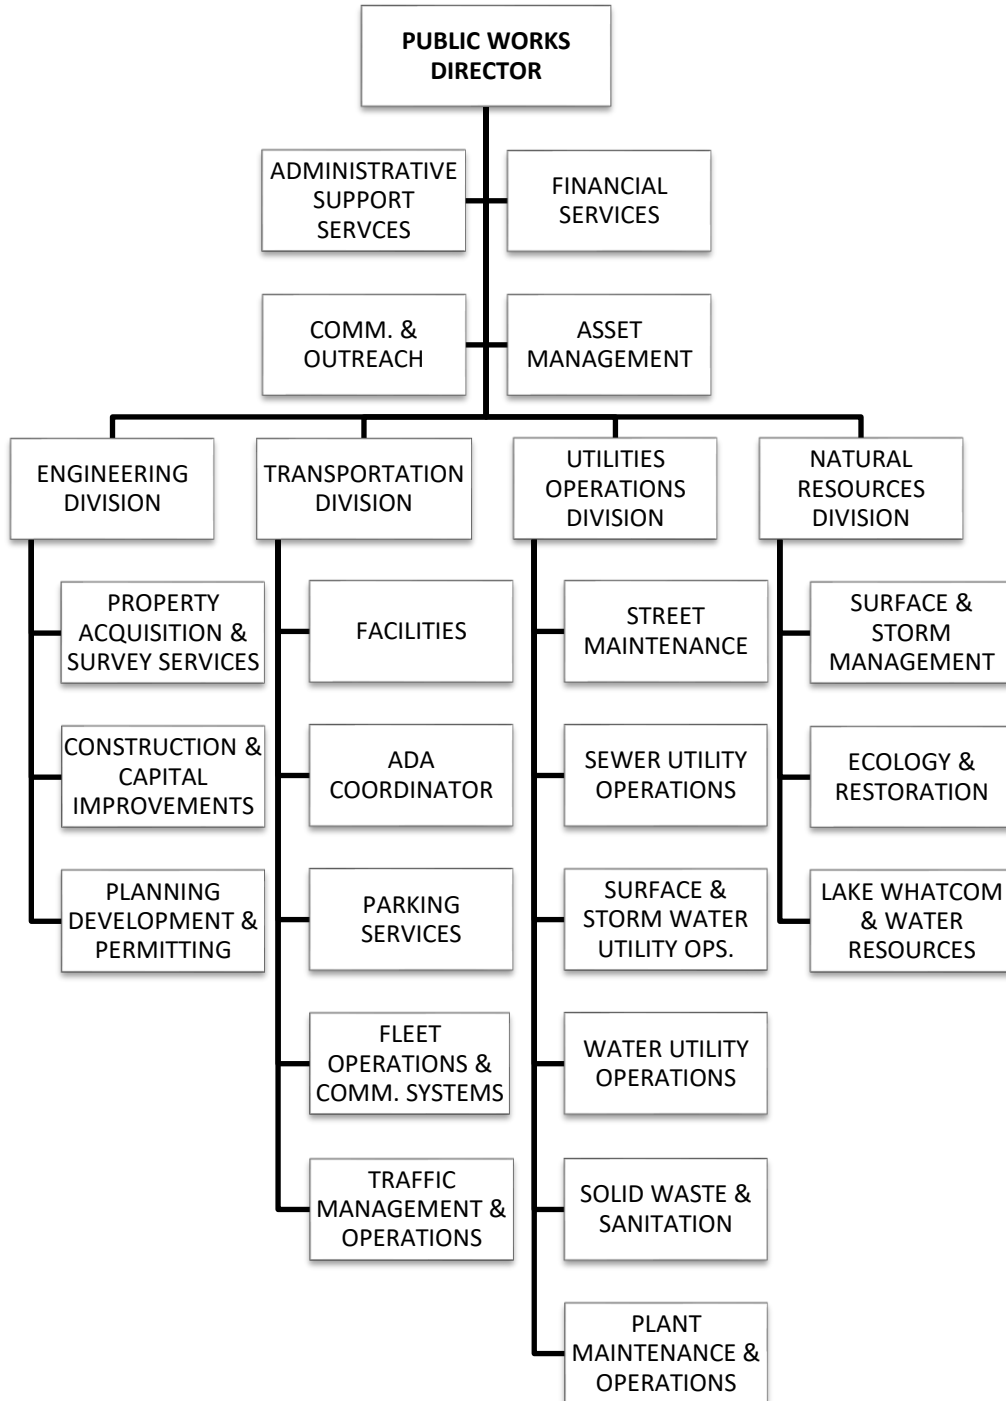 PUBLIC WORKS
DIRECTOR
ADMINISTRATIVE
SUPPORT
SERVCES
FINANCIAL
SERVICES
COMM. &
OUTREACH
ASSET
MANAGEMENT
ENGINEERING
DIVISION
PROPERTY
ACQUISITION &
SURVEY SERVICES
CONSTRUCTION &
CAPITAL
IMPROVEMENTS
PLANNING
DEVELOPMENT &
PERMITTING
TRANSPORTATION
DIVISION
FACILITIES
ADA
COORDINATOR
PARKING
SERVICES
FLEET
OPERATIONS &
COMM. SYSTEMS
TRAFFIC
MANAGEMENT &
OPERATIONS
UTILITIES
OPERATIONS
DIVISION
STREET
MAINTENANCE
SEWER UTILITY
OPERATIONS
SURFACE &
STORM WATER
UTILITY OPS.
WATER UTILITY
OPERATIONS
SOLID WASTE &
SANITATION
PLANT
MAINTENANCE &
OPERATIONS
NATURAL
RESOURCES
DIVISION
SURFACE &
STORM
MANAGEMENT
ECOLOGY &
RESTORATION
LAKE WHATCOM
& WATER
RESOURCES